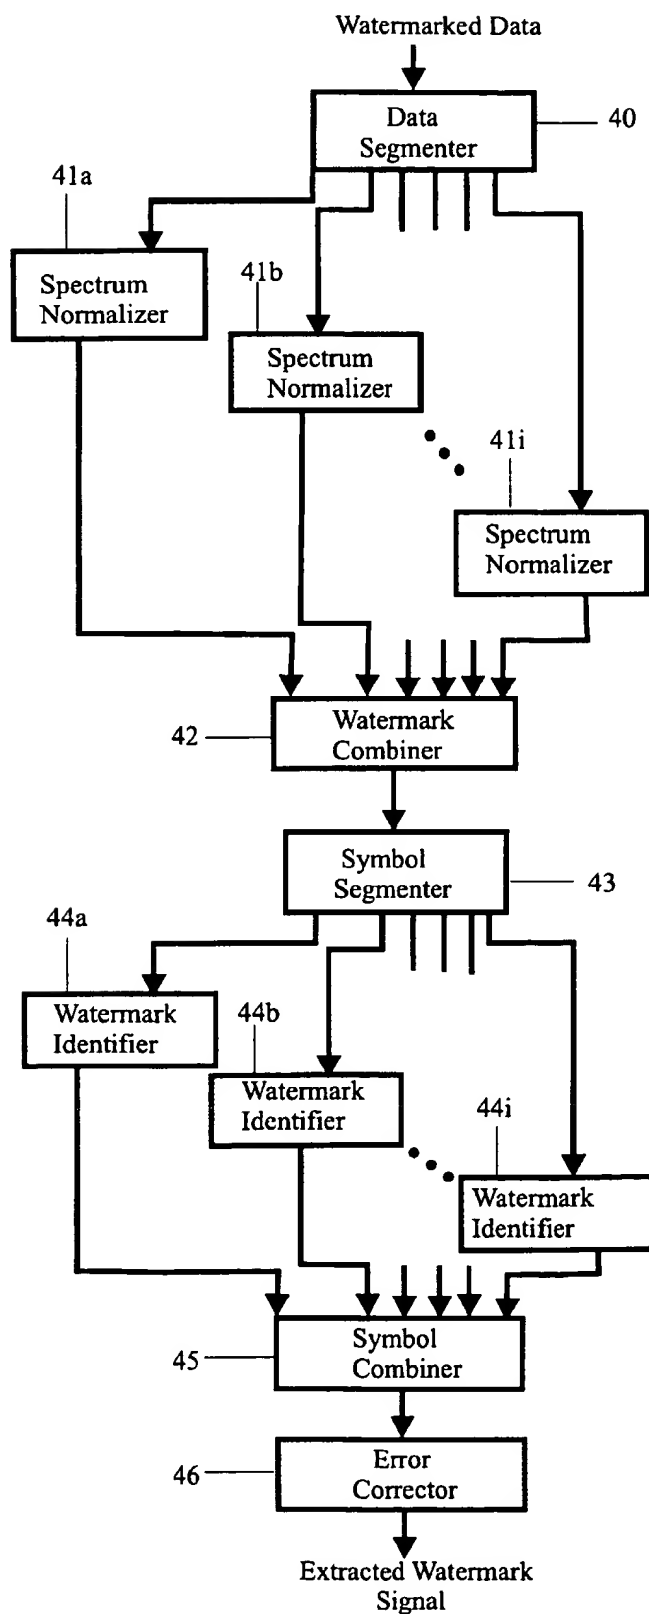 Watermarked Data
Data
Segmenter
40
41a
Spectrum
Normalizer
41b
Spectrum
Normalizer
41i
Spectrum
Normalizer
42
Watermark
Combiner
Symbol
Segmenter
43
44a
Watermark
Identifier
44b
Watermark
Identifier
44i
Watermark
Identifier
45
Symbol
Combiner
46
Error
Corrector
Extracted Watermark
Signal